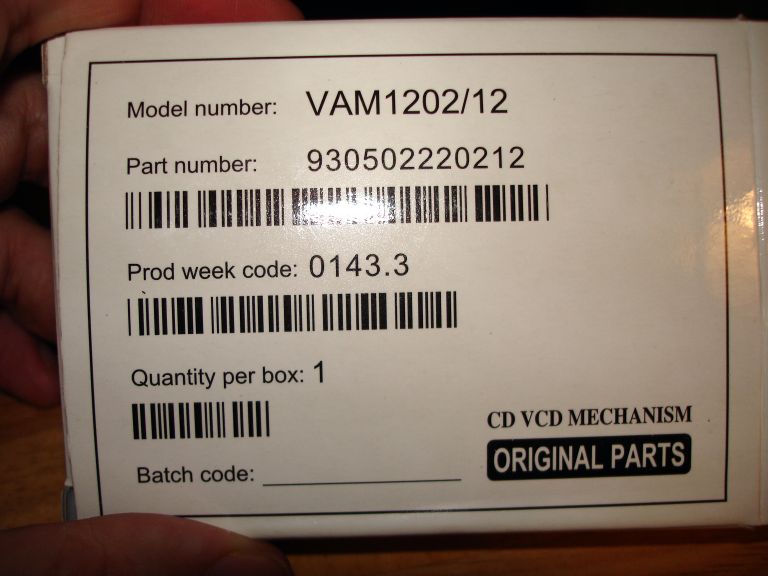 Model number: VAM1202/12
Part number: 930502220212
Prod week code: 0143.3
Quantity per box: 1
CD VCD MECHANISM
ORIGINAL PARTS
Batch code: